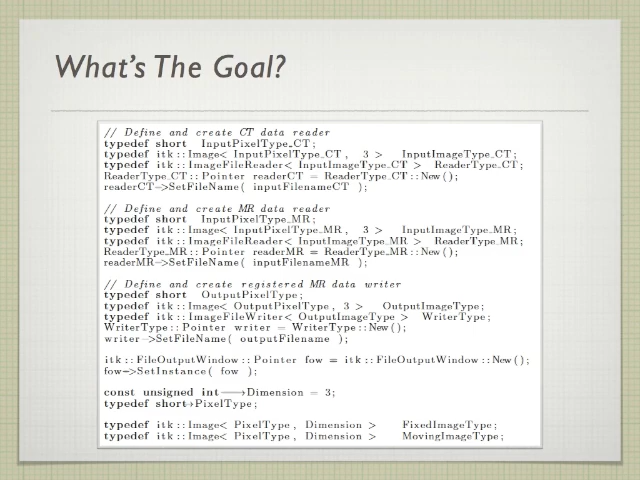 What's The Goal?
// Define and create CT data reader
typedef short InputPixelType_CT;
typedef itk::Image< InputPixelType_CT, 3 > InputImageType_CT;
typedef itk::ImageFileReader< InputImageType_CT > ReaderType_CT;
ReaderType_CT::Pointer readerCT = ReaderType_CT::New();
readerCT->SetFileName( inputFilenameCT );
// Define and create MR data reader
typedef short InputPixelType_MR;
typedef itk::Image< InputPixelType_MR, 3 > InputImageType_MR;
typedef itk::ImageFileReader< InputImageType_MR > ReaderType_MR;
ReaderType_MR::Pointer readerMR = ReaderType_MR::New();
readerMR->SetFileName( inputFilenameMR );
// Define and create registered MR data writer
typedef short OutputPixelType;
typedef itk::Image< OutputPixelType, 3 > OutputImageType;
typedef itk::ImageFileWriter< OutputImageType > WriterType;
WriterType::Pointer writer = WriterType::New();
writer->SetFileName( outputFilename );
itk::FileOutputWindow::Pointer fow = itk::FileOutputWindow::New();
fow->SetInstance( fow );
const unsigned int⟶Dimension = 3;
typedef short↦PixelType;
typedef itk::Image< PixelType, Dimension > FixedImageType;
typedef itk::Image< PixelType, Dimension > MovingImageType;